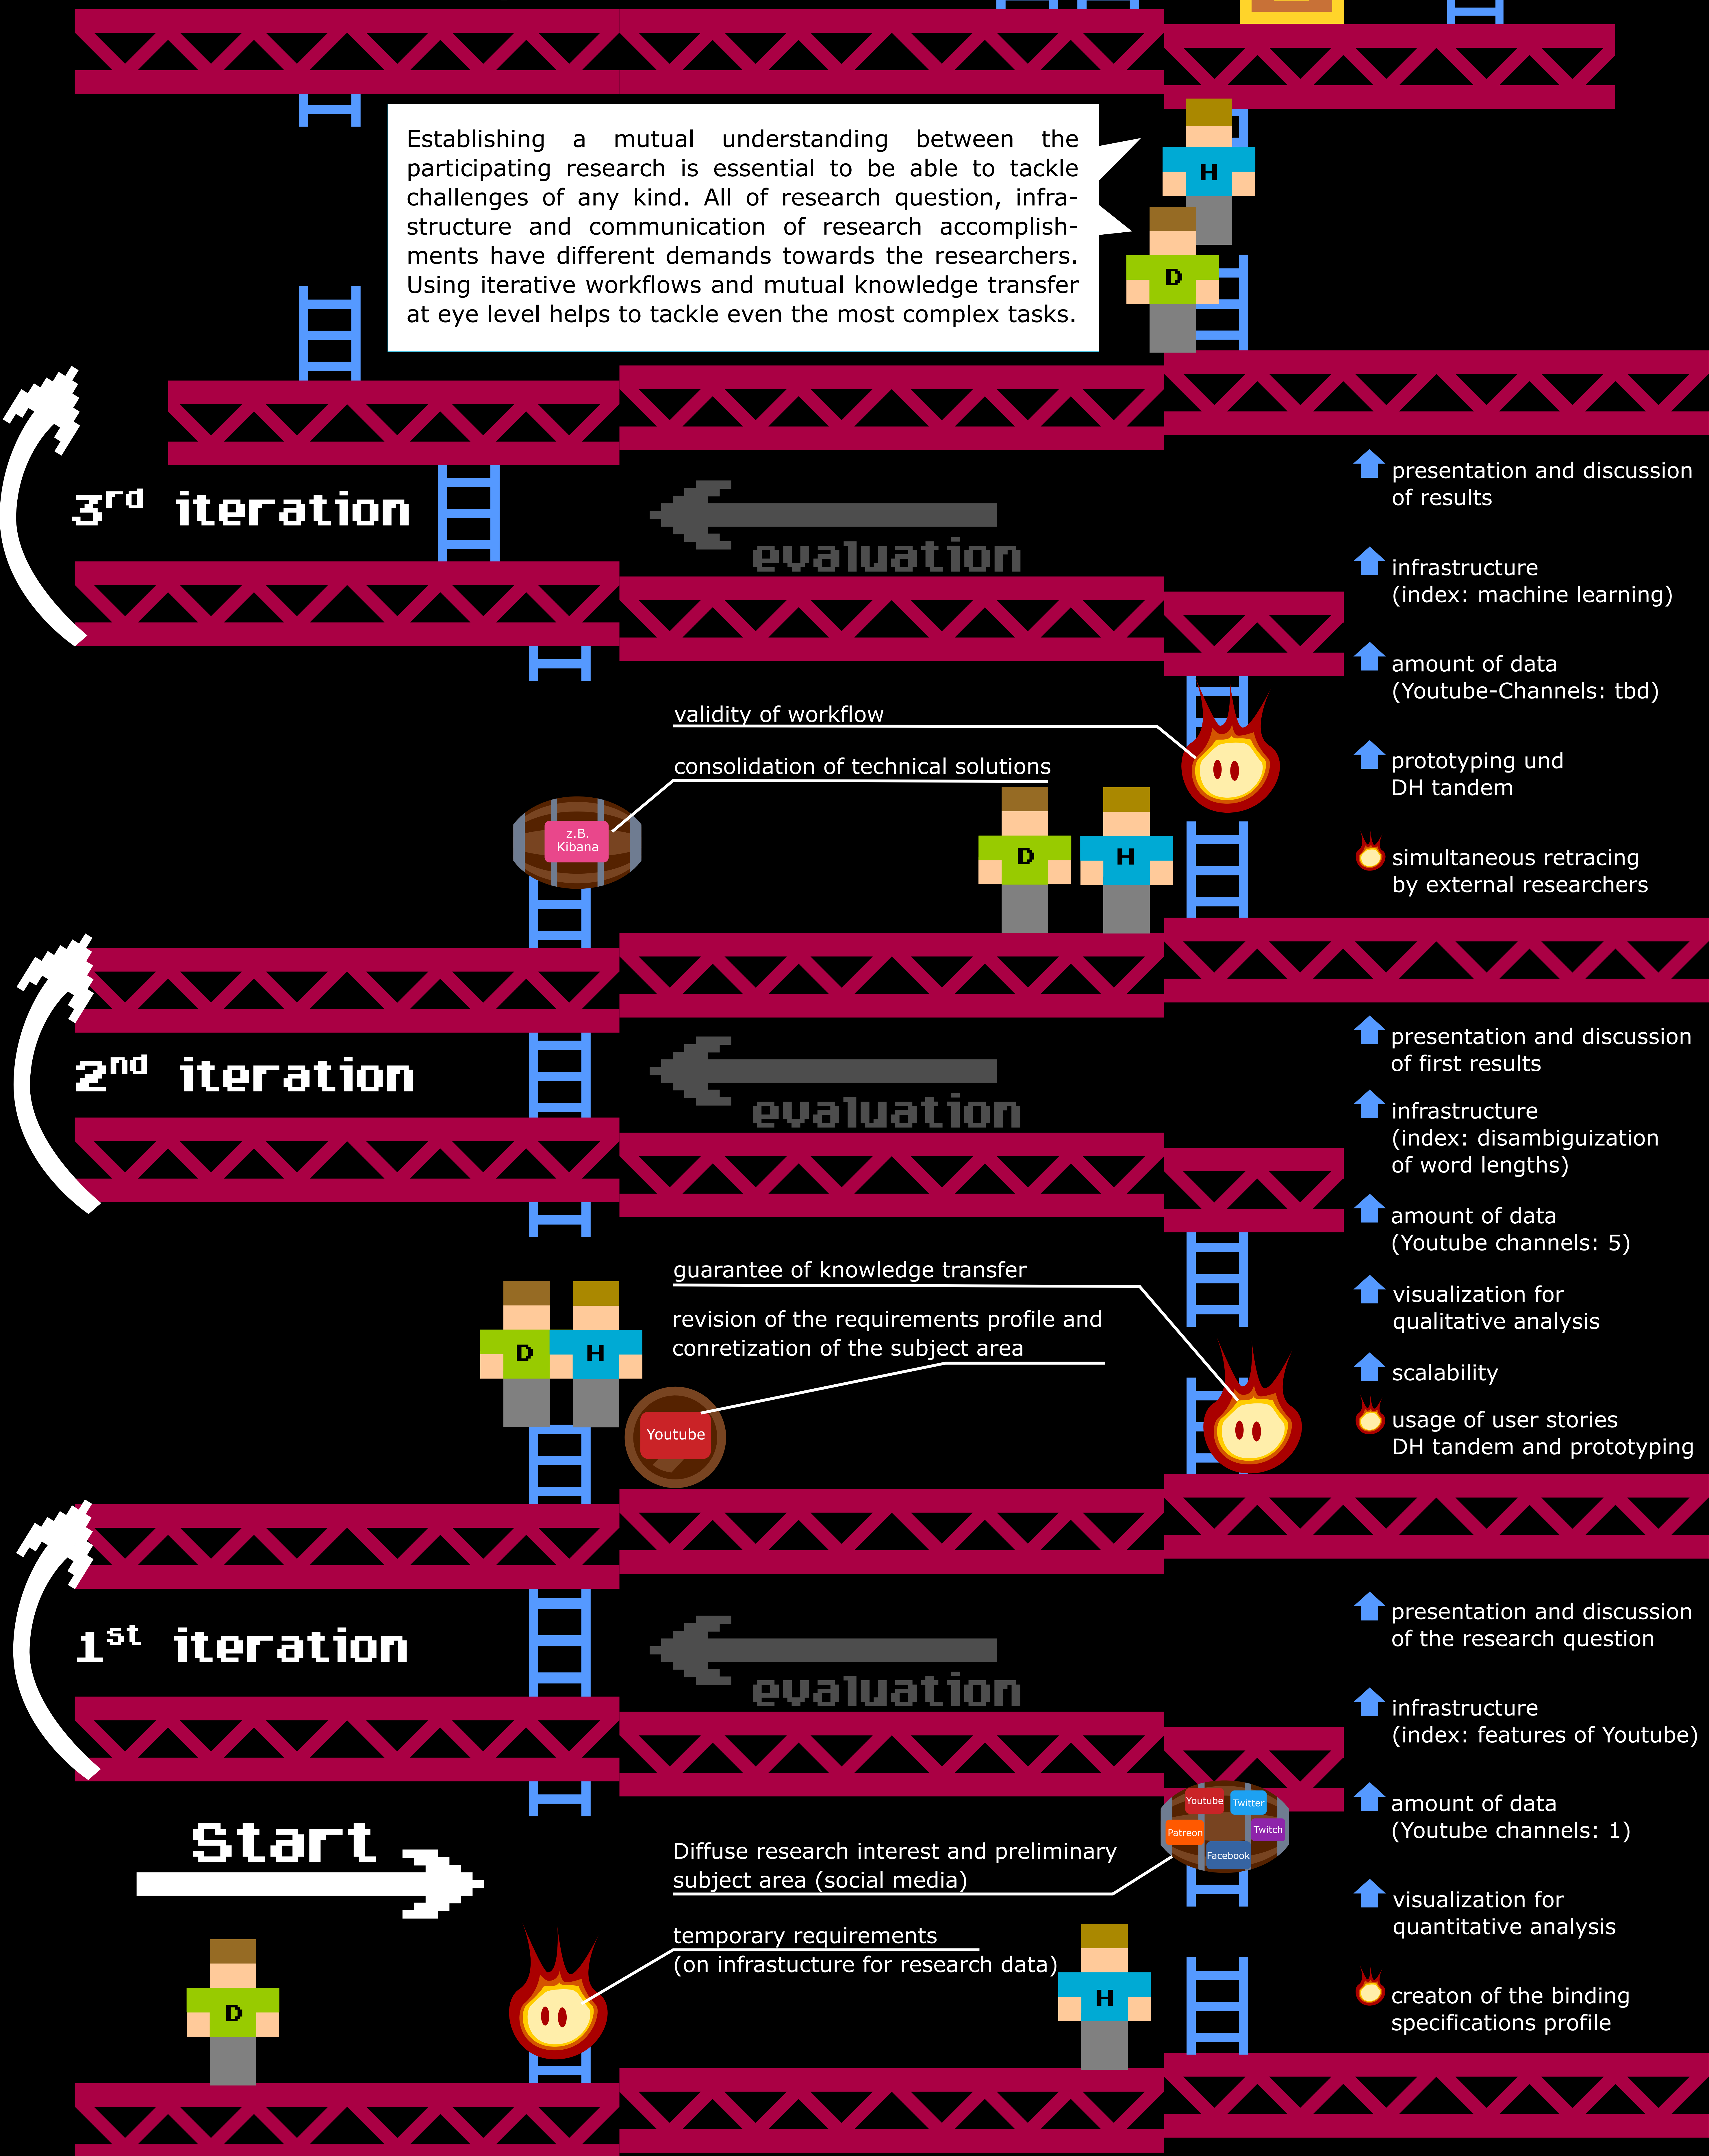 Establishing a mutual understanding between the
participating research is essential to be able to tackle
challenges of any kind. All of research question, infra-
structure and communication of research accomplish-
ments have different demands towards the researchers.
Using iterative workflows and mutual knowledge transfer
at eye level helps to tackle even the most complex tasks.
H
D
3rd iteration
evaluation
presentation and discussion
of results
infrastructure
(index: machine learning)
amount of data
(Youtube-Channels: tbd)
prototyping und
DH tandem
simultaneous retracing
by external researchers
validity of workflow
consolidation of technical solutions
z.B.
Kibana
D
H
2nd iteration
evaluation
presentation and discussion
of first results
infrastructure
(index: disambiguization
of word lengths)
amount of data
(Youtube channels: 5)
visualization for
qualitative analysis
scalability
usage of user stories
DH tandem and prototyping
guarantee of knowledge transfer
revision of the requirements profile and
conretization of the subject area
D
H
Youtube
1st iteration
evaluation
presentation and discussion
of the research question
infrastructure
(index: features of Youtube)
amount of data
(Youtube channels: 1)
visualization for
quantitative analysis
creaton of the binding
specifications profile
Start
Diffuse research interest and preliminary
subject area (social media)
Youtube
Twitter
Patreon
Twitch
Facebook
temporary requirements
(on infrastucture for research data)
D
H